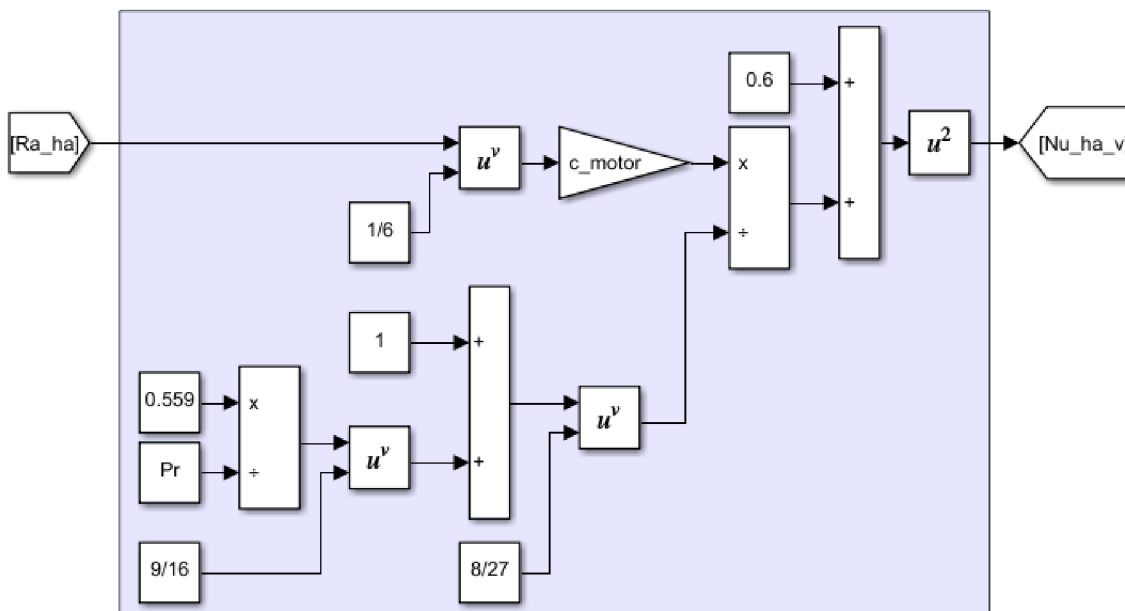 0.6
+
[Ra_ha]
u^v
c_motor
x
u^2
[Nu_ha_v]
1/6
÷
+
1
+
0.559
x
u^v
Pr
÷
u^v
+
9/16
8/27